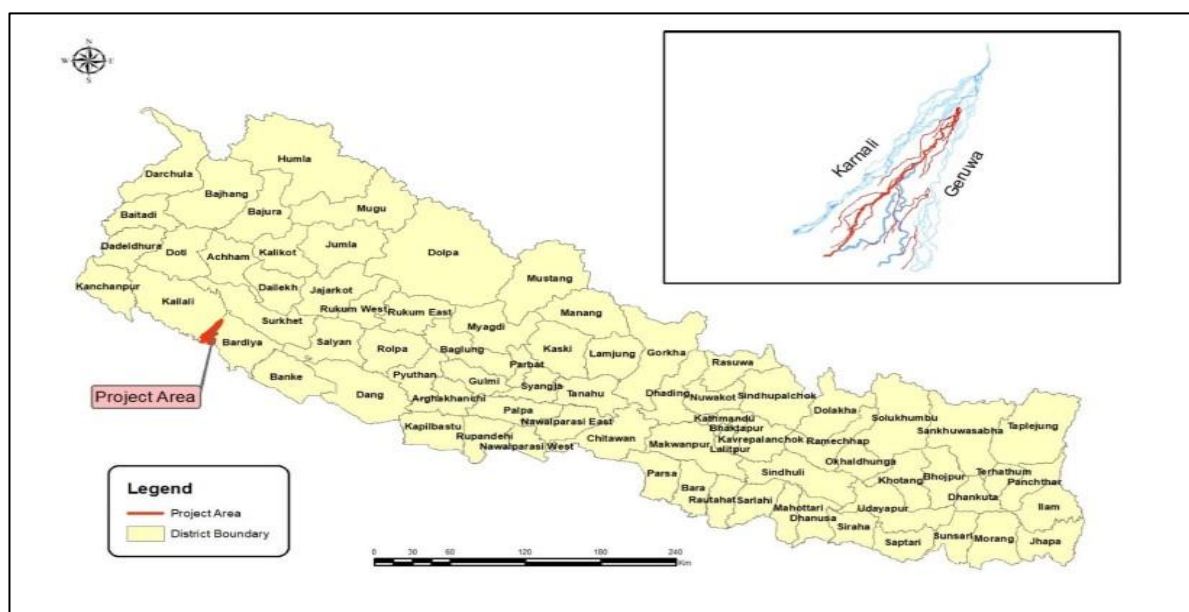 N
W E
S
Karnali
Geruwa
Humla
Darchula
Bajhang
Baitadi
Bajura
Mugu
Dadeldhura
Doti
Achham
Kalikot
Jumla
Dolpa
Mustang
Kanchanpur
Kailali
Dailekh
Jajarkot
Rukum West
Rukum East
Manang
Surkhet
Myagdi
Bardiya
Salyan
Rolpa
Baglung
Kaski
Lamjung
Gorkha
Parbat
Rasuwa
Banke
Pyuthan
Gulmi
Syangja
Tanahu
Dhading
Nuwakot
Sindhupalchok
Project Area
Dang
Arghakhanchi
Palpa
Dolakha
Solukhumbu
Sankhuwasabha
Taplejung
Kapilbastu
Nawalparasi East
Kathmandu
Bhaktapur
Rupandehi
Nawalparasi West
Chitawan
Makwanpur
Kavrepalanchok
Lalitpur
Ramechhap
Okhaldhunga
Parsa
Sindhuli
Khotang
Bhojpur
Terhathum
Panchthar
Bara
Dhankuta
Ilam
Rautahat
Sarlahi
Mahottari
Udayapur
Dhanusa
Siraha
Saptari
Sunsari
Morang
Jhapa
Legend
Project Area
District Boundary
0 30 60 120 180 240
Km